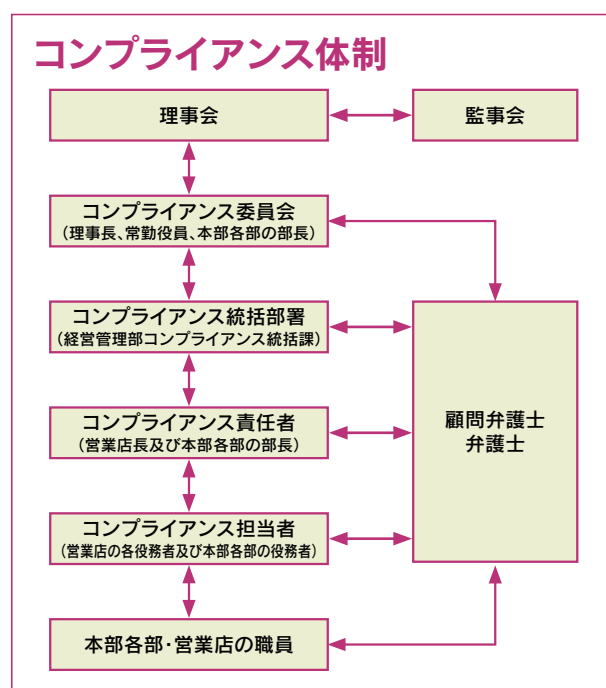 コンプライアンス体制
理事会
監事会
コンプライアンス委員会
(理事長、常勤役員、本部各部の部長)
コンプライアンス統括部署
(経営管理部コンプライアンス統括課)
コンプライアンス責任者
(営業店長及び本部各部の部長)
顧問弁護士
弁護士
コンプライアンス担当者
(営業店の各役務者及び本部各部の役務者)
本部各部・営業店の職員